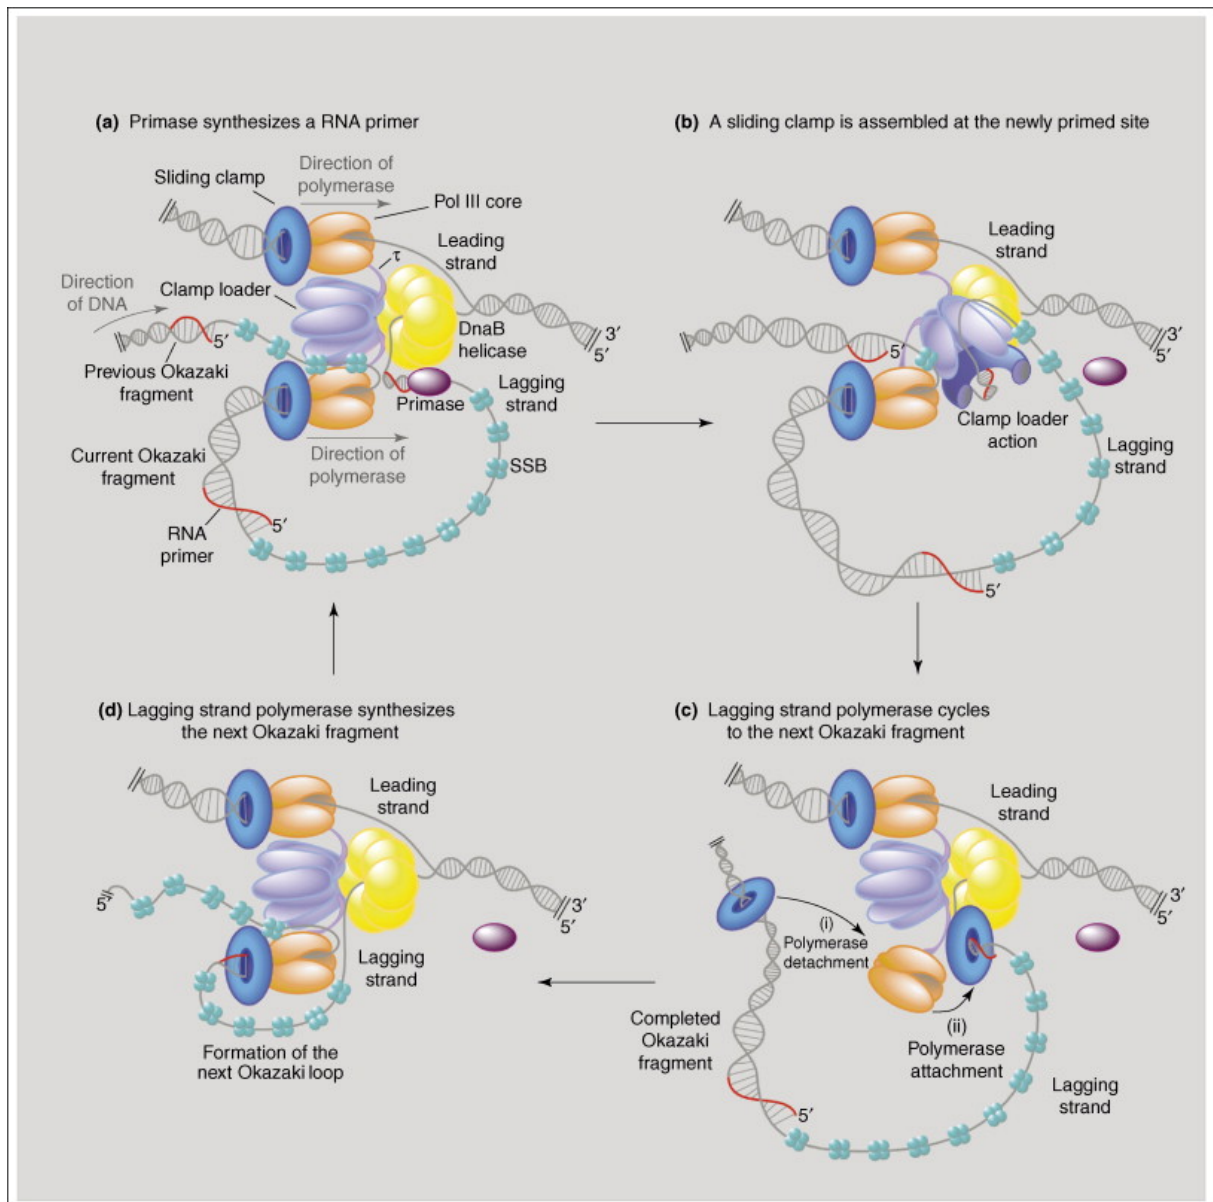 (a) Primase synthesizes a RNA primer
Sliding clamp
Direction of
polymerase
Pol III core
Leading
strand
τ
Direction
of DNA
Clamp loader
5′
DnaB
helicase
3′
5′
Previous Okazaki
fragment
Primase
Lagging
strand
Current Okazaki
fragment
Direction of
polymerase
SSB
RNA
primer
5′
(b) A sliding clamp is assembled at the newly primed site
Leading
strand
5′
3′
5′
Clamp loader
action
Lagging
strand
5′
(d) Lagging strand polymerase synthesizes
the next Okazaki fragment
Leading
strand
5′
3′
5′
Lagging
strand
Formation of the
next Okazaki loop
(c) Lagging strand polymerase cycles
to the next Okazaki fragment
Leading
strand
3′
5′
(i)
Polymerase
detachment
Completed
Okazaki
fragment
(ii)
Polymerase
attachment
Lagging
strand
5′